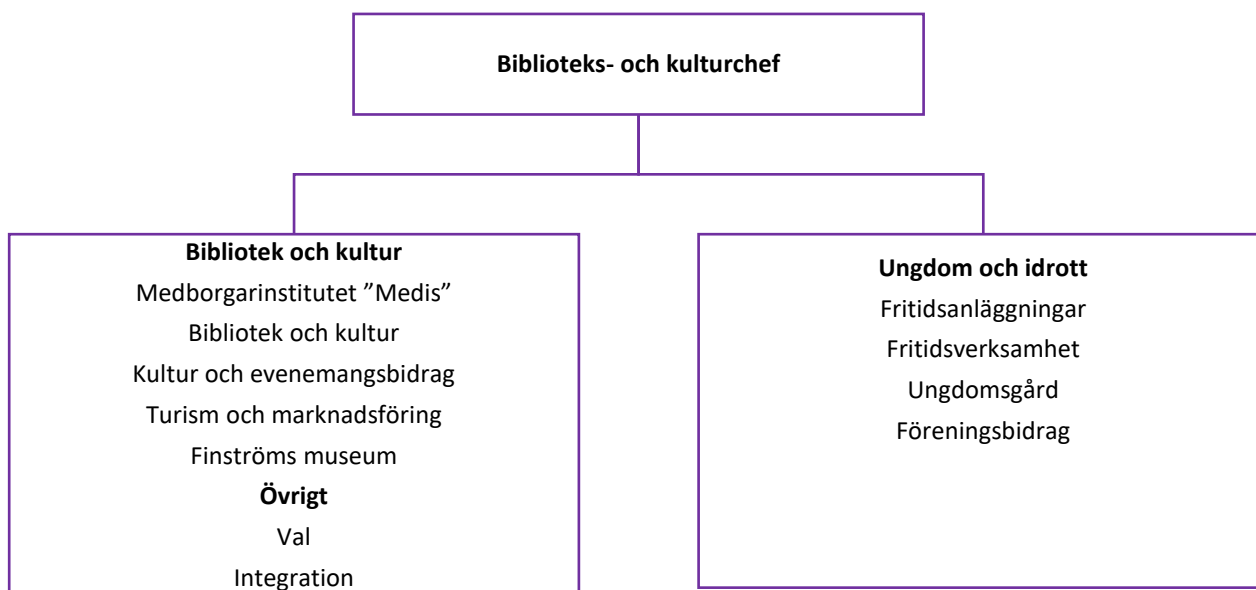 Biblioteks- och kulturchef
Bibliotek och kultur
Medborgarinstitutet ”Medis”
Bibliotek och kultur
Kultur och evenemangsbidrag
Turism och marknadsföring
Finströms museum
Övrigt
Val
Integration
Ungdom och idrott
Fritidsanläggningar
Fritidsverksamhet
Ungdomsgård
Föreningsbidrag